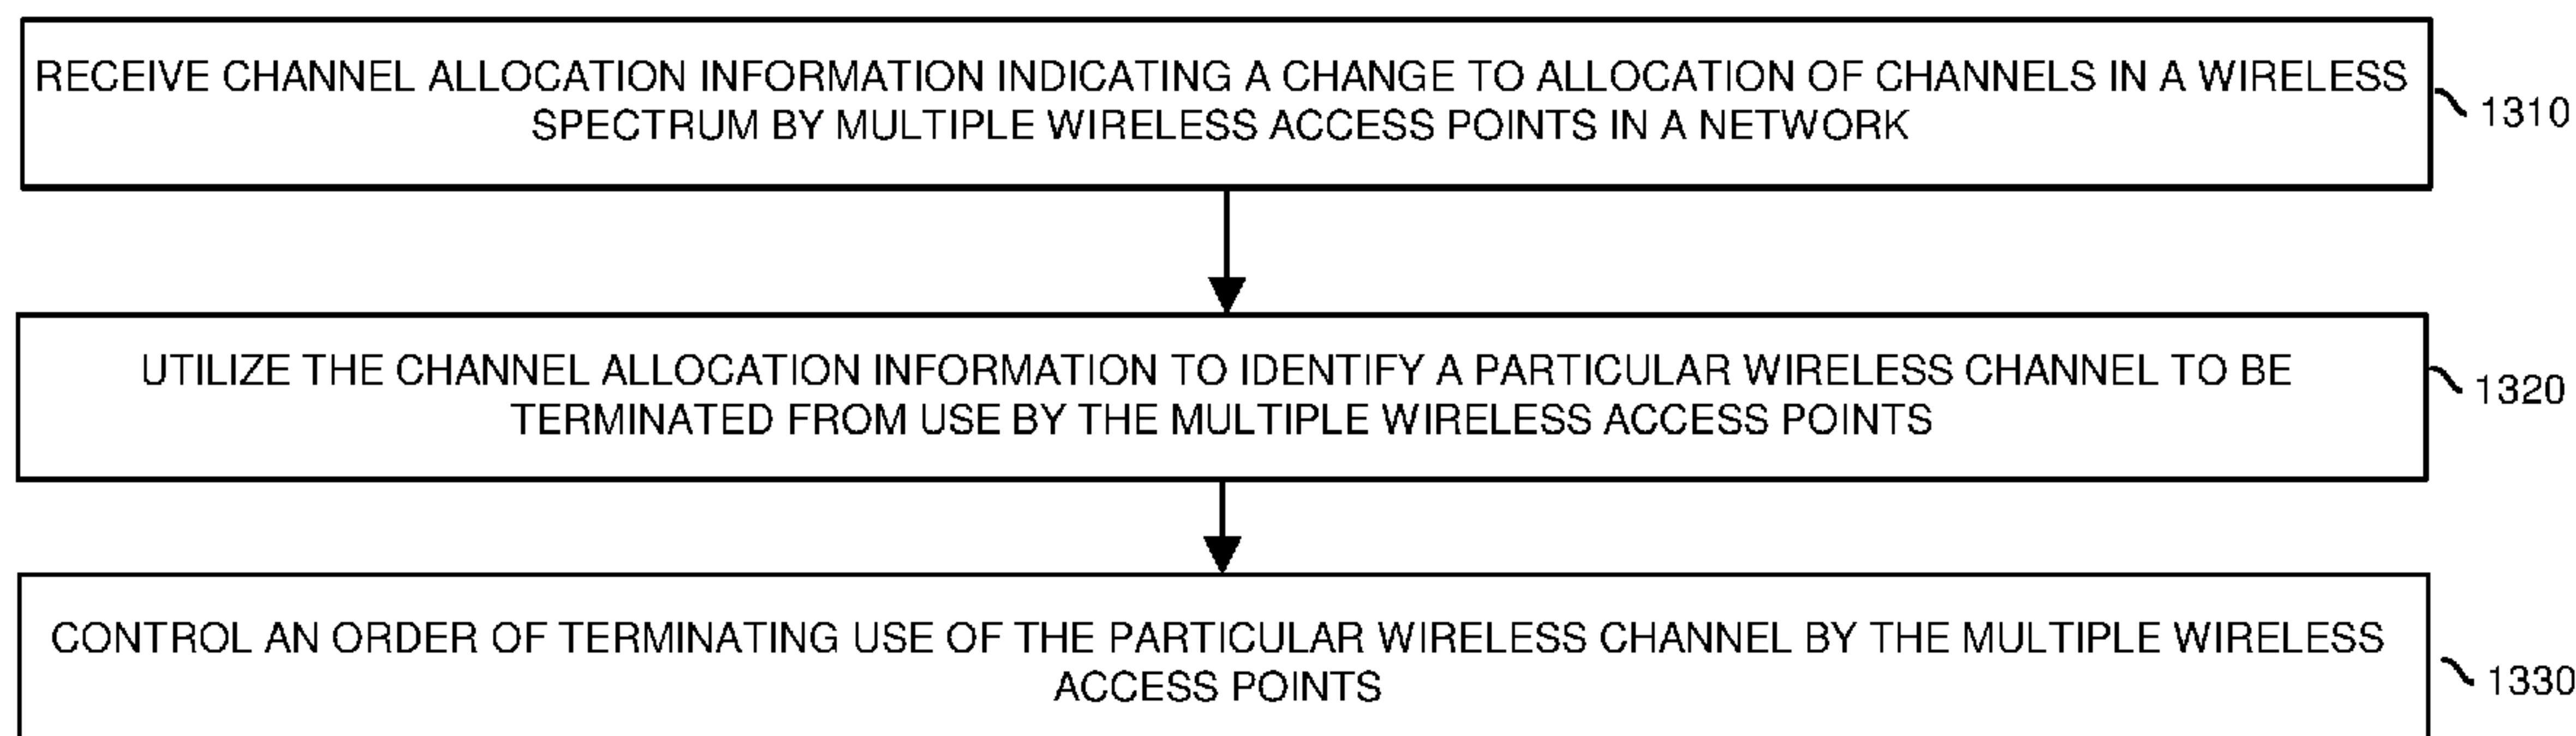 RECEIVE CHANNEL ALLOCATION INFORMATION INDICATING A CHANGE TO ALLOCATION OF CHANNELS IN A WIRELESS
SPECTRUM BY MULTIPLE WIRELESS ACCESS POINTS IN A NETWORK
1310
UTILIZE THE CHANNEL ALLOCATION INFORMATION TO IDENTIFY A PARTICULAR WIRELESS CHANNEL TO BE
TERMINATED FROM USE BY THE MULTIPLE WIRELESS ACCESS POINTS
1320
CONTROL AN ORDER OF TERMINATING USE OF THE PARTICULAR WIRELESS CHANNEL BY THE MULTIPLE WIRELESS
ACCESS POINTS
1330